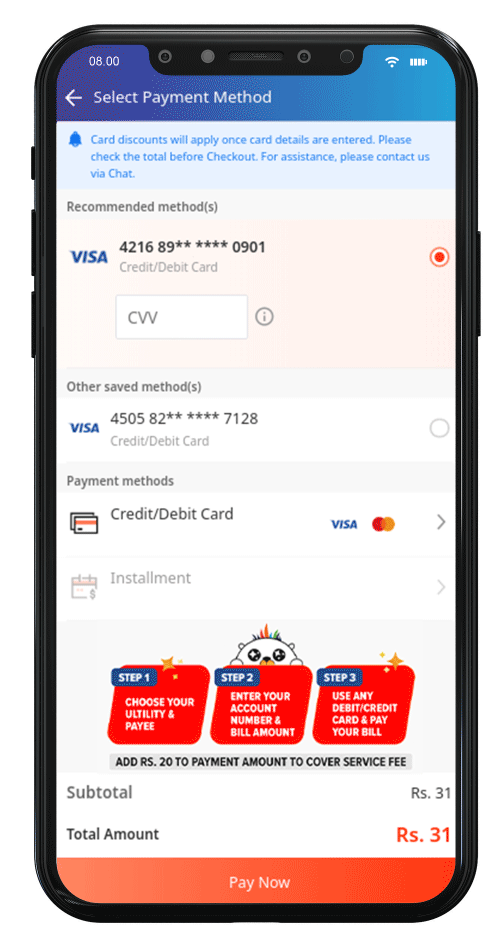 08.00
Select Payment Method
Card discounts will apply once card details are entered. Please
check the total before Checkout. For assistance, please contact us
via Chat.
Recommended method(s)
VISA 4216 89** **** 0901
Credit/Debit Card
CVV
Other saved method(s)
VISA 4505 82** **** 7128
Credit/Debit Card
Payment methods
Credit/Debit Card VISA
Installment
$
STEP 1
CHOOSE YOUR
ULTILITY &
PAYEE
STEP 2
ENTER YOUR
ACCOUNT
NUMBER &
BILL AMOUNT
STEP 3
USE ANY
DEBIT/CREDIT
CARD & PAY
YOUR BILL
ADD RS. 20 TO PAYMENT AMOUNT TO COVER SERVICE FEE
Subtotal Rs. 31
Total Amount Rs. 31
Pay Now